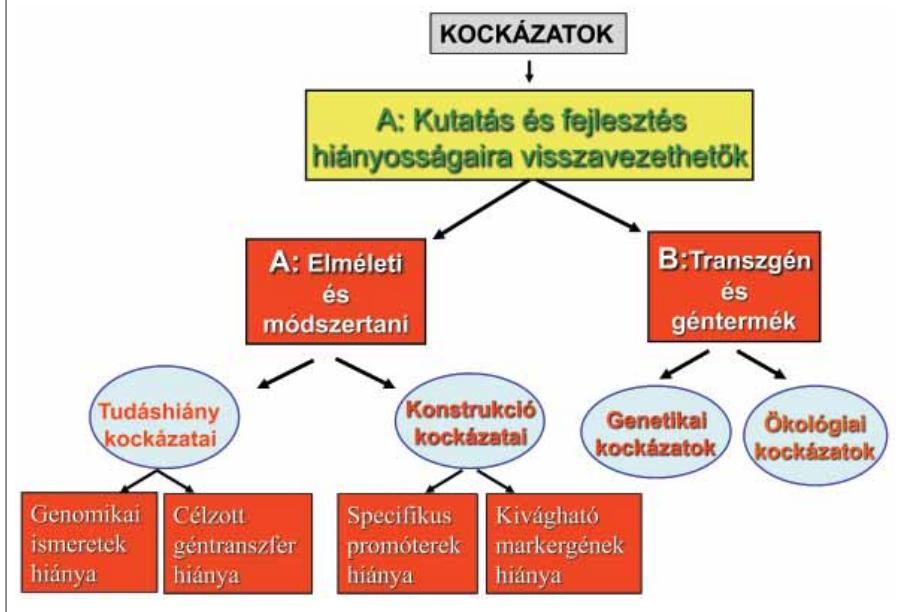 KOCKÁZATOK
A: Kutatás és fejlesztés
hiányosságaira visszavezethetők
A: Elméleti
és
módszertani
B:Transzgén
és
géntermék
Tudáshiány
kockázatai
Konstrukció
kockázatai
Genetikai
kockázatok
Ökológiai
kockázatok
Genomikai
ismeretek
hiánya
Célzott
géntranszfer
hiánya
Specifikus
promóterek
hiánya
Kivágható
markergének
hiánya